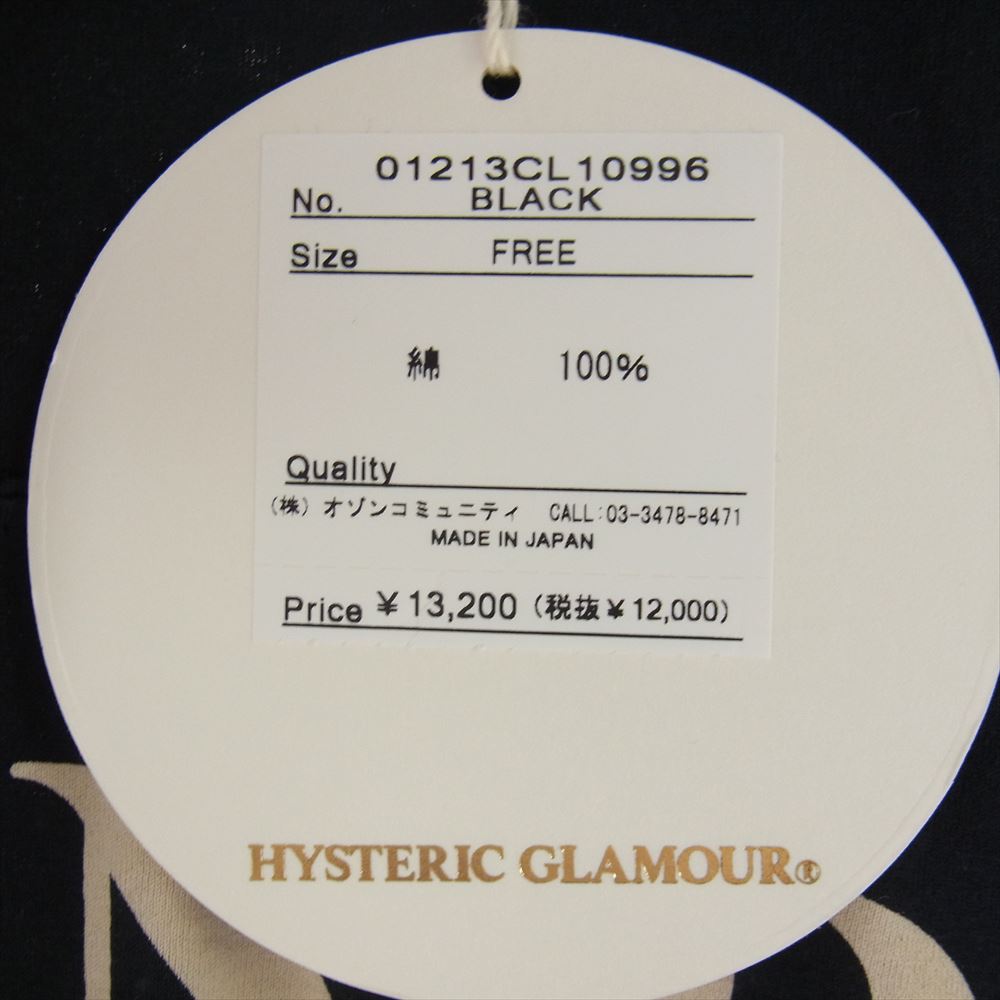 01213CL10996
No. BLACK
Size FREE
綿 100%
Quality
(株) オゾンコミュニティ CALL:03-3478-8471
MADE IN JAPAN
Price ¥13,200 (税抜¥12,000)
HYSTERIC GLAMOUR®